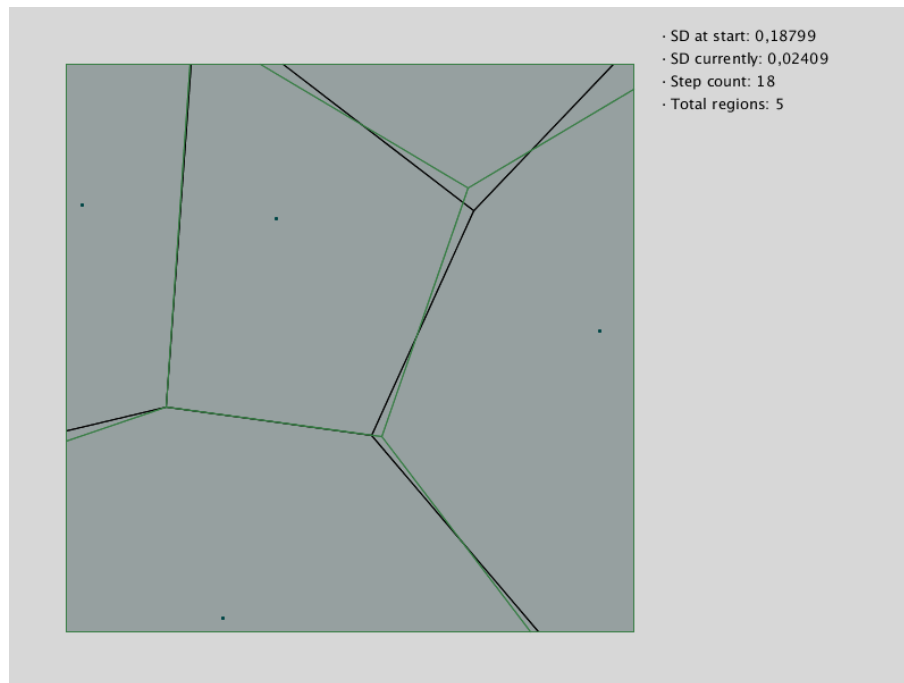 · SD at start: 0,18799
· SD currently: 0,02409
· Step count: 18
· Total regions: 5